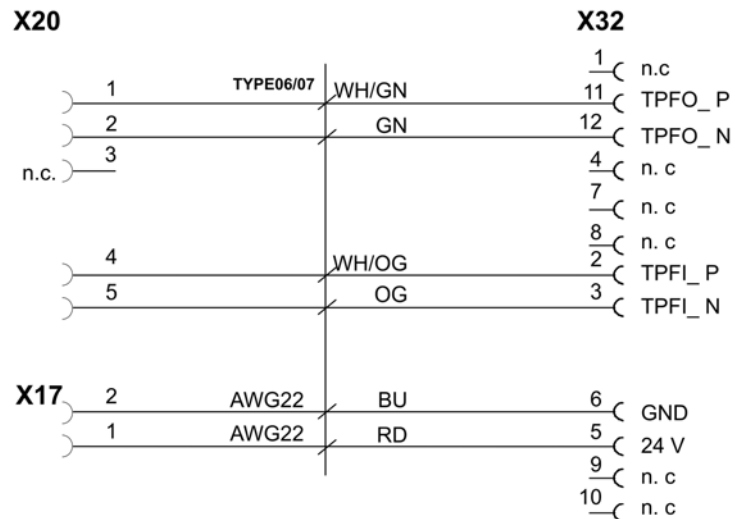 X20 X32
1 n.c
1 TYPE06/07 WH/GN 11 TPFO_ P
2 GN 12 TPFO_ N
n.c. 3 4 n. c
7 n. c
8 n. c
4 WH/OG 2 TPFI_ P
5 OG 3 TPFI_ N
X17 2 AWG22 BU 6 GND
1 AWG22 RD 5 24 V
9 n. c
10 n. c